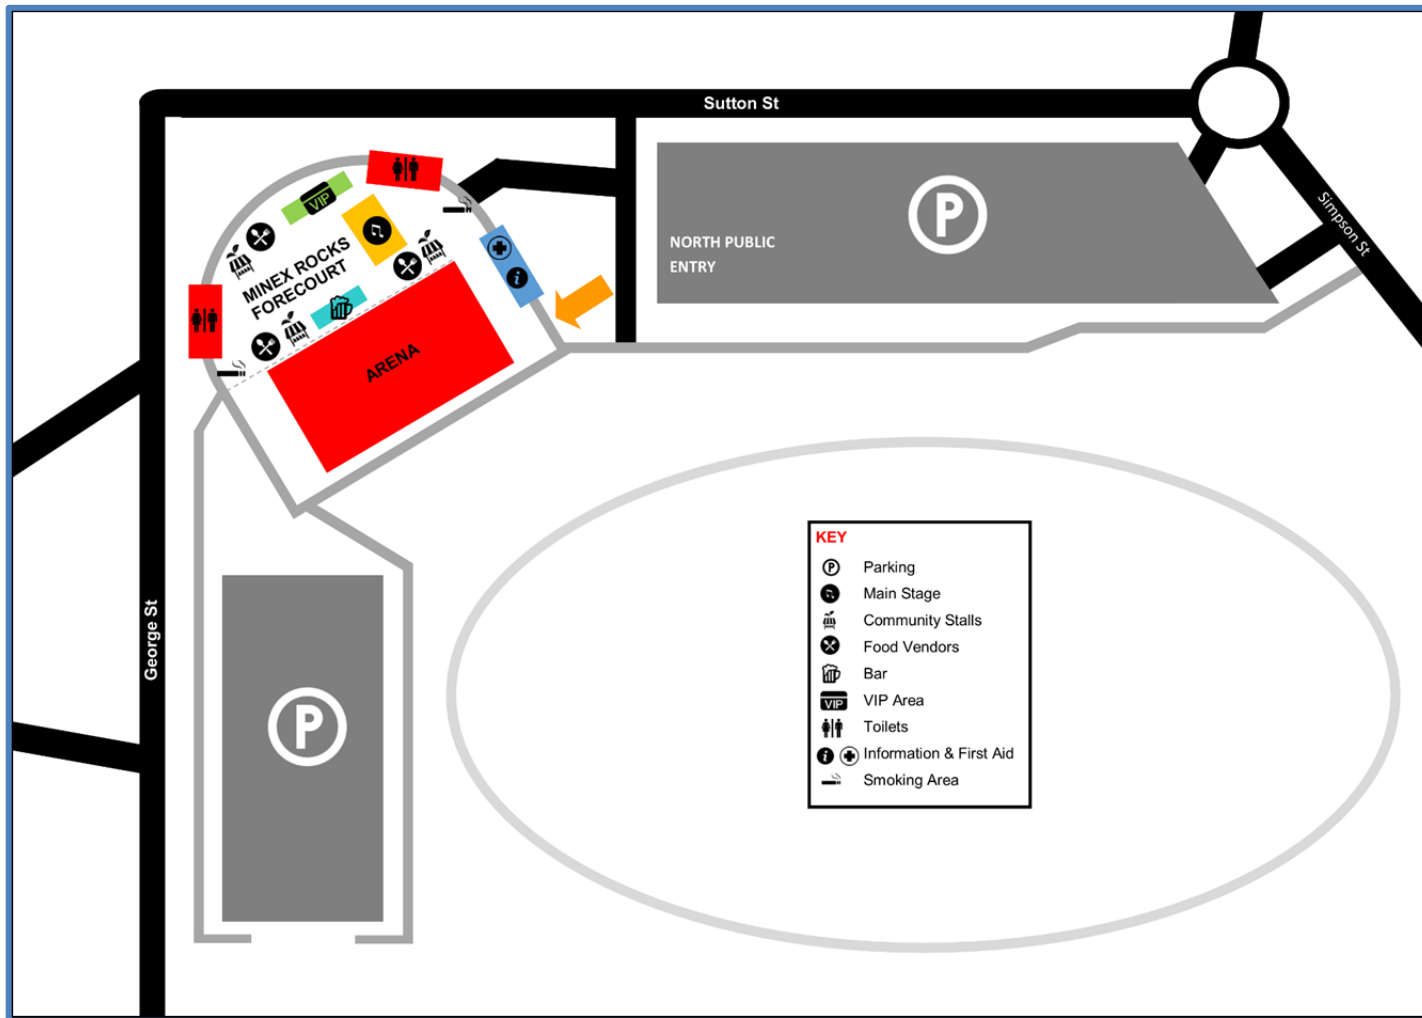 Sutton St
Simpson St
P
NORTH PUBLIC
ENTRY
VIP
MINEX ROCKS
FORECOURT
i
ARENA
George St
P
KEY
P Parking
Main Stage
Community Stalls
Food Vendors
Bar
VIP VIP Area
Toilets
i Information & First Aid
Smoking Area